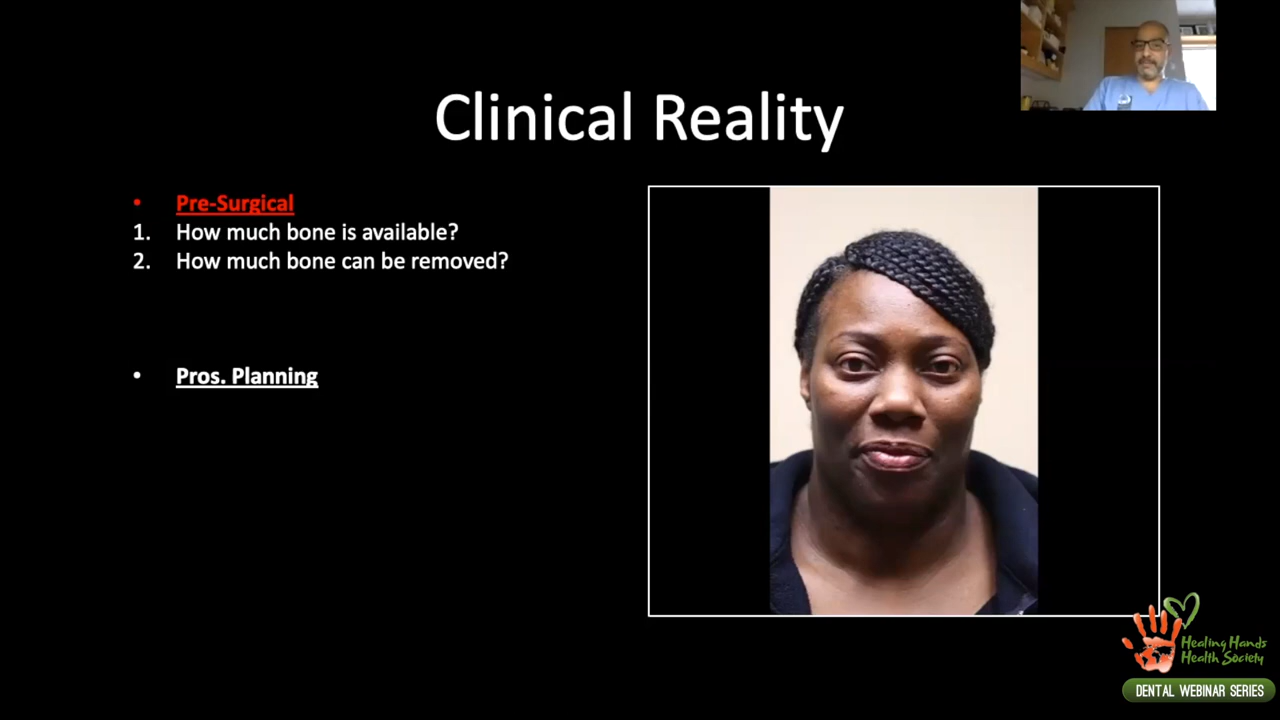 Clinical Reality
• Pre-Surgical
1. How much bone is available?
2. How much bone can be removed?
• Pros. Planning
Healing Hands
Health Society
DENTAL WEBINAR SERIES